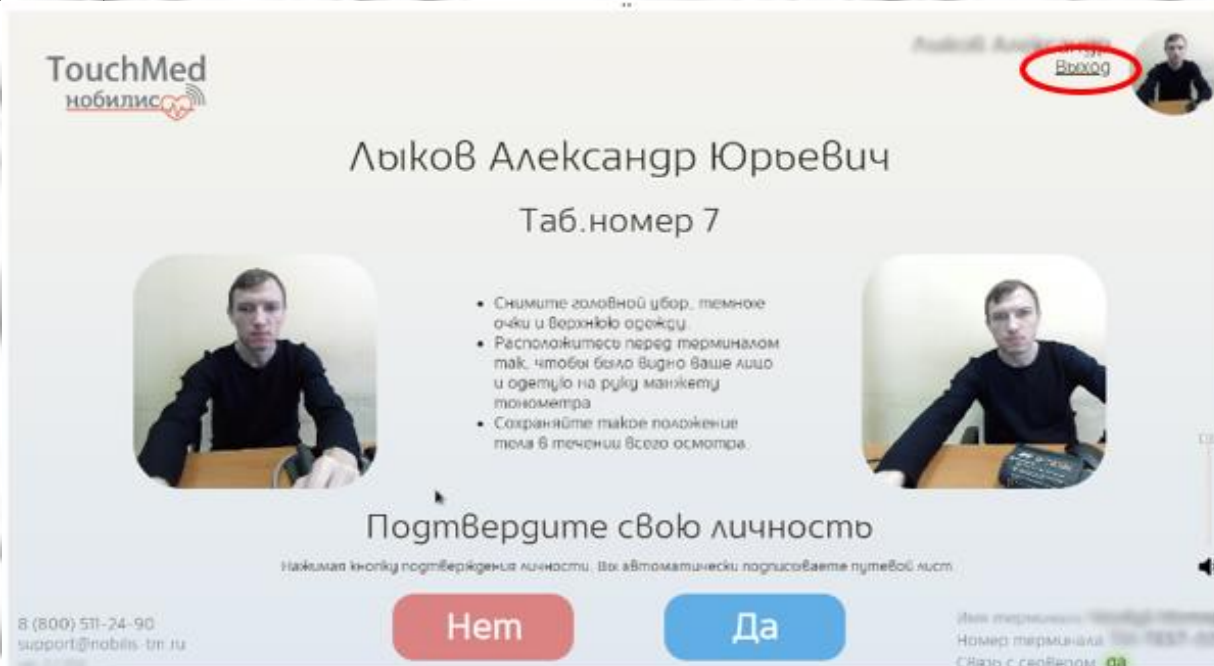 TouchMed
нобилис
Выход
Лыков Александр Юрьевич
Таб.номер 7
• Снимите головной убор, темные
очки и верхнюю одежду.
• Расположитесь перед терминалом
так, чтобы было видно ваше лицо
и одетую на руку манжету
тонометра
• Сохраняйте такое положение
тела в течении всего осмотра.
Подтвердите свою личность
Нажимая кнопку подтверждения личности, Вы автоматически подписываете путевой лист
Нет
Да
8 (800) 511-24-90
support@nobilis-tm.ru
Имя терминала
Номер терминала
Связь с сервером: да